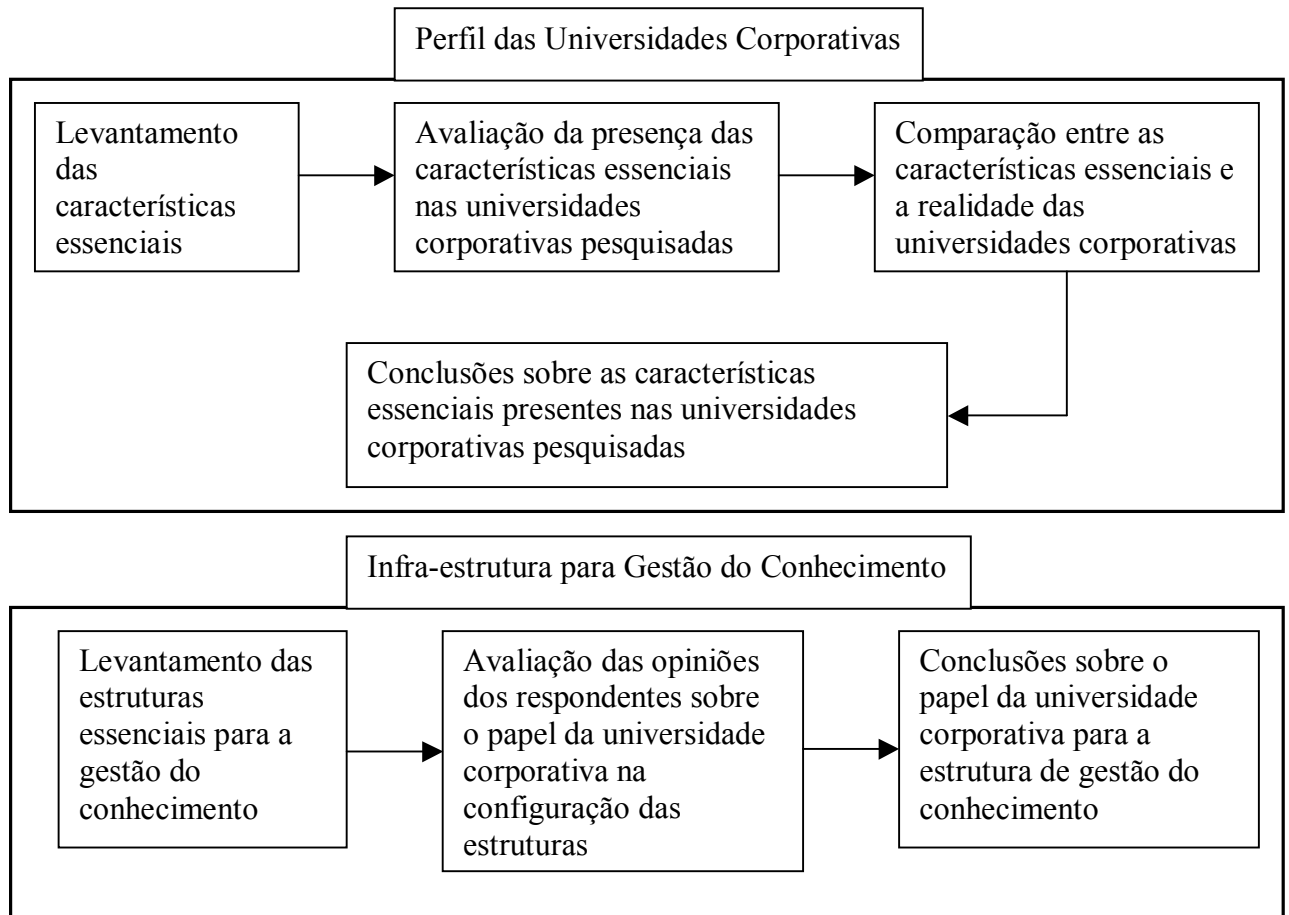 Perfil das Universidades Corporativas
Levantamento
das
características
essenciais
Avaliação da presença das
características essenciais
nas universidades
corporativas pesquisadas
Comparação entre as
características essenciais e
a realidade das
universidades corporativas
Conclusões sobre as características
essenciais presentes nas universidades
corporativas pesquisadas
Infra-estrutura para Gestão do Conhecimento
Levantamento das
estruturas
essenciais para a
gestão do
conhecimento
Avaliação das opiniões
dos respondentes sobre
o papel da universidade
corporativa na
configuração das
estruturas
Conclusões sobre o
papel da universidade
corporativa para a
estrutura de gestão do
conhecimento